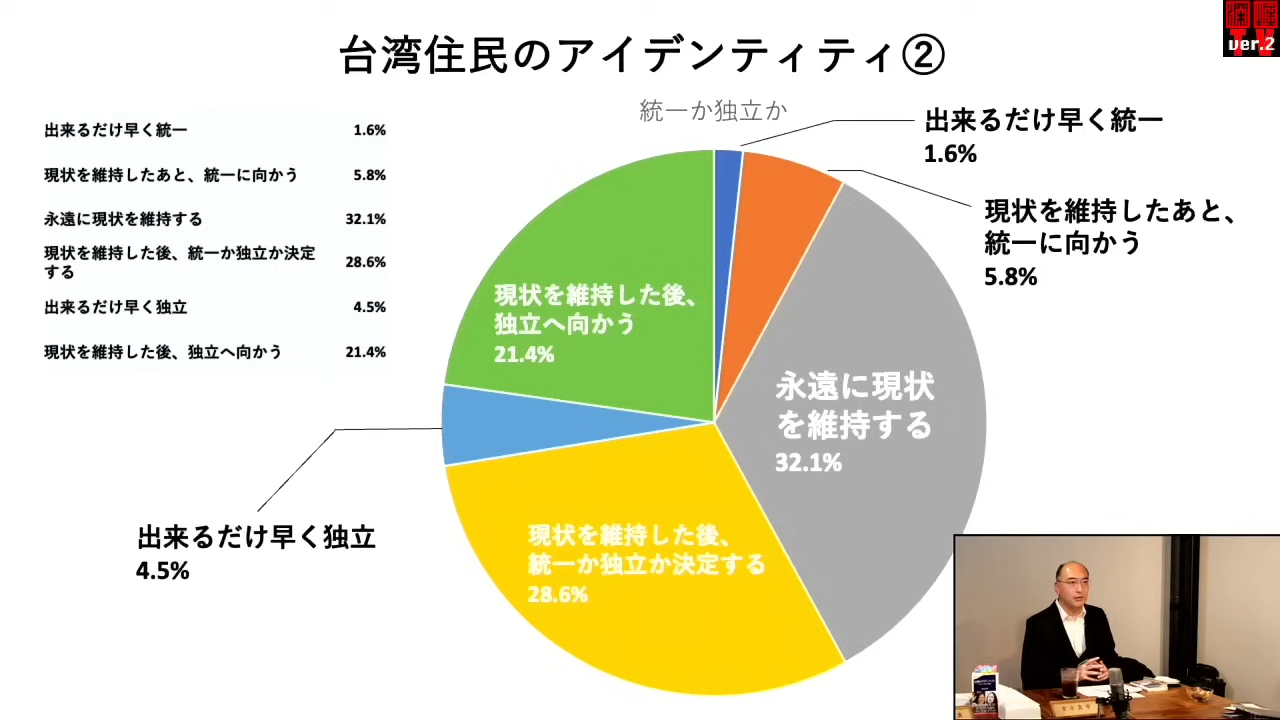 台湾住民のアイデンティティ②
ver.2
統一か独立か
出来るだけ早く統一 1.6%
現状を維持したあと、統一に向かう 5.8%
永遠に現状を維持する 32.1%
現状を維持した後、統一か独立か決定
する 28.6%
出来るだけ早く独立 4.5%
現状を維持した後、独立へ向かう 21.4%
出来るだけ早く統一
1.6%
現状を維持したあと、
統一に向かう
5.8%
現状を維持した後、
独立へ向かう
21.4%
永遠に現状
を維持する
32.1%
出来るだけ早く独立
4.5%
現状を維持した後、
統一か独立か決定する
28.6%